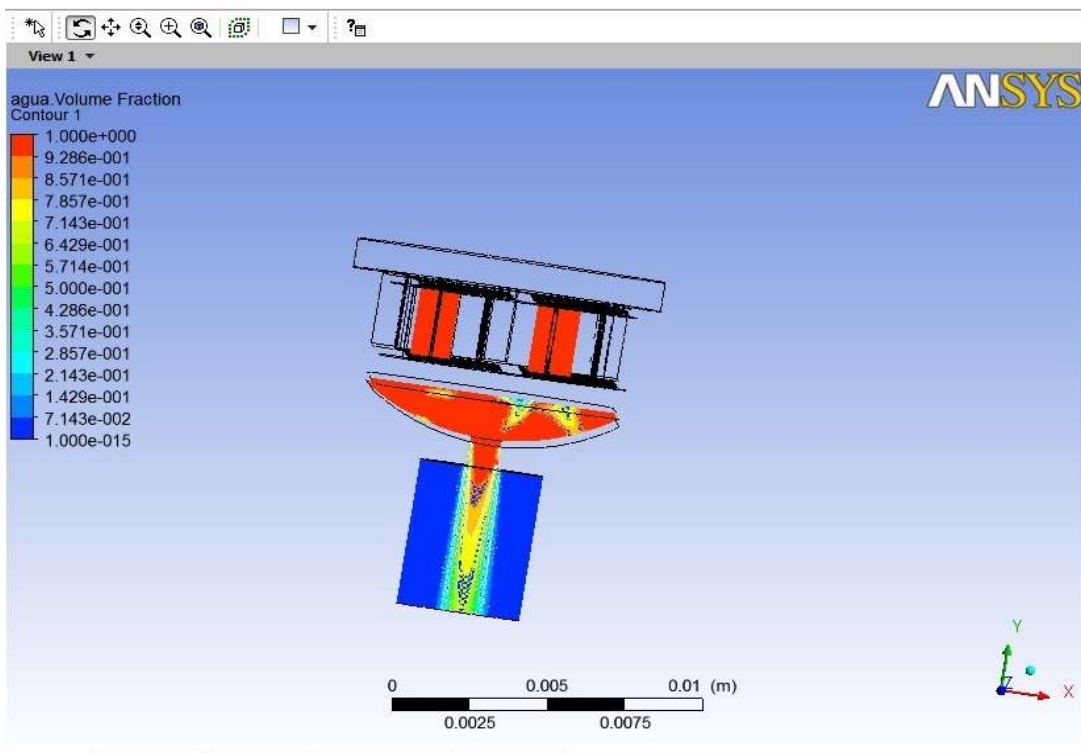 View 1
ANSYS
agua.Volume Fraction
Contour 1
1.000e+000
9.286e-001
8.571e-001
7.857e-001
7.143e-001
6.429e-001
5.714e-001
5.000e-001
4.286e-001
3.571e-001
2.857e-001
2.143e-001
1.429e-001
7.143e-002
1.000e-015
Y
Z
X
0 0.005 0.01 (m)
0.0025 0.0075